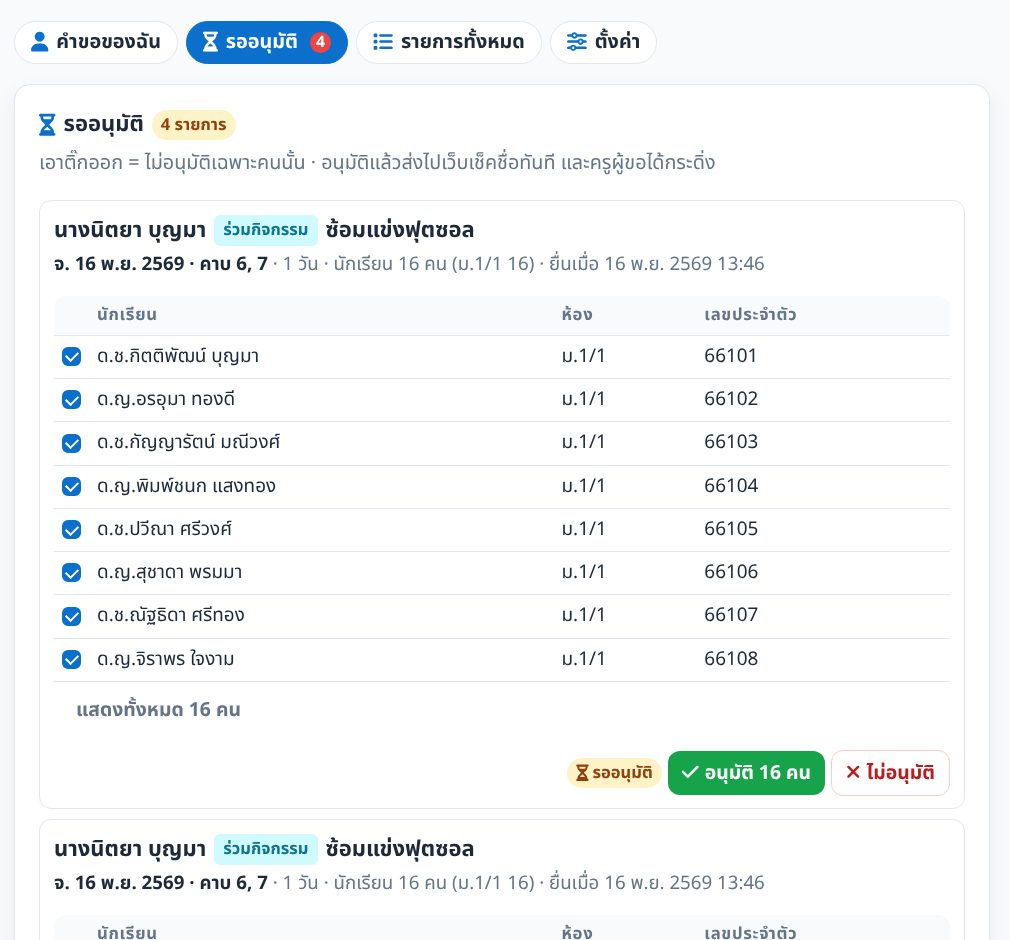 คำขอของฉัน รออนุมัติ 4 รายการทั้งหมด ตั้งค่า
รออนุมัติ 4 รายการ
เอาติ๊กออก = ไม่อนุมัติเฉพาะคนนั้น · อนุมัติแล้วส่งไปเว็บเช็คชื่อทันที และครูผู้ขอได้กระดิ่ง
นางนิตยา บุญมา ร่วมกิจกรรม ซ้อมแข่งฟุตซอล
จ. 16 พ.ย. 2569 · คาบ 6, 7 · 1 วัน · นักเรียน 16 คน (ม.1/1 16) · ยื่นเมื่อ 16 พ.ย. 2569 13:46
นักเรียน ห้อง เลขประจำตัว
ด.ช.กิตติพัฒน์ บุญมา ม.1/1 66101
ด.ญ.อรอุมา ทองดี ม.1/1 66102
ด.ช.กัญญารัตน์ มณีวงศ์ ม.1/1 66103
ด.ญ.พิมพ์ชนก แสงทอง ม.1/1 66104
ด.ช.ปวีณา ศรีวงศ์ ม.1/1 66105
ด.ญ.สุชาดา พรมมา ม.1/1 66106
ด.ช.ณัฐธิดา ศรีทอง ม.1/1 66107
ด.ญ.จิราพร ใจงาม ม.1/1 66108
แสดงทั้งหมด 16 คน
รออนุมัติ อนุมัติ 16 คน ไม่อนุมัติ
นางนิตยา บุญมา ร่วมกิจกรรม ซ้อมแข่งฟุตซอล
จ. 16 พ.ย. 2569 · คาบ 6, 7 · 1 วัน · นักเรียน 16 คน (ม.1/1 16) · ยื่นเมื่อ 16 พ.ย. 2569 13:46
นักเรียน ห้อง เลขประจำตัว